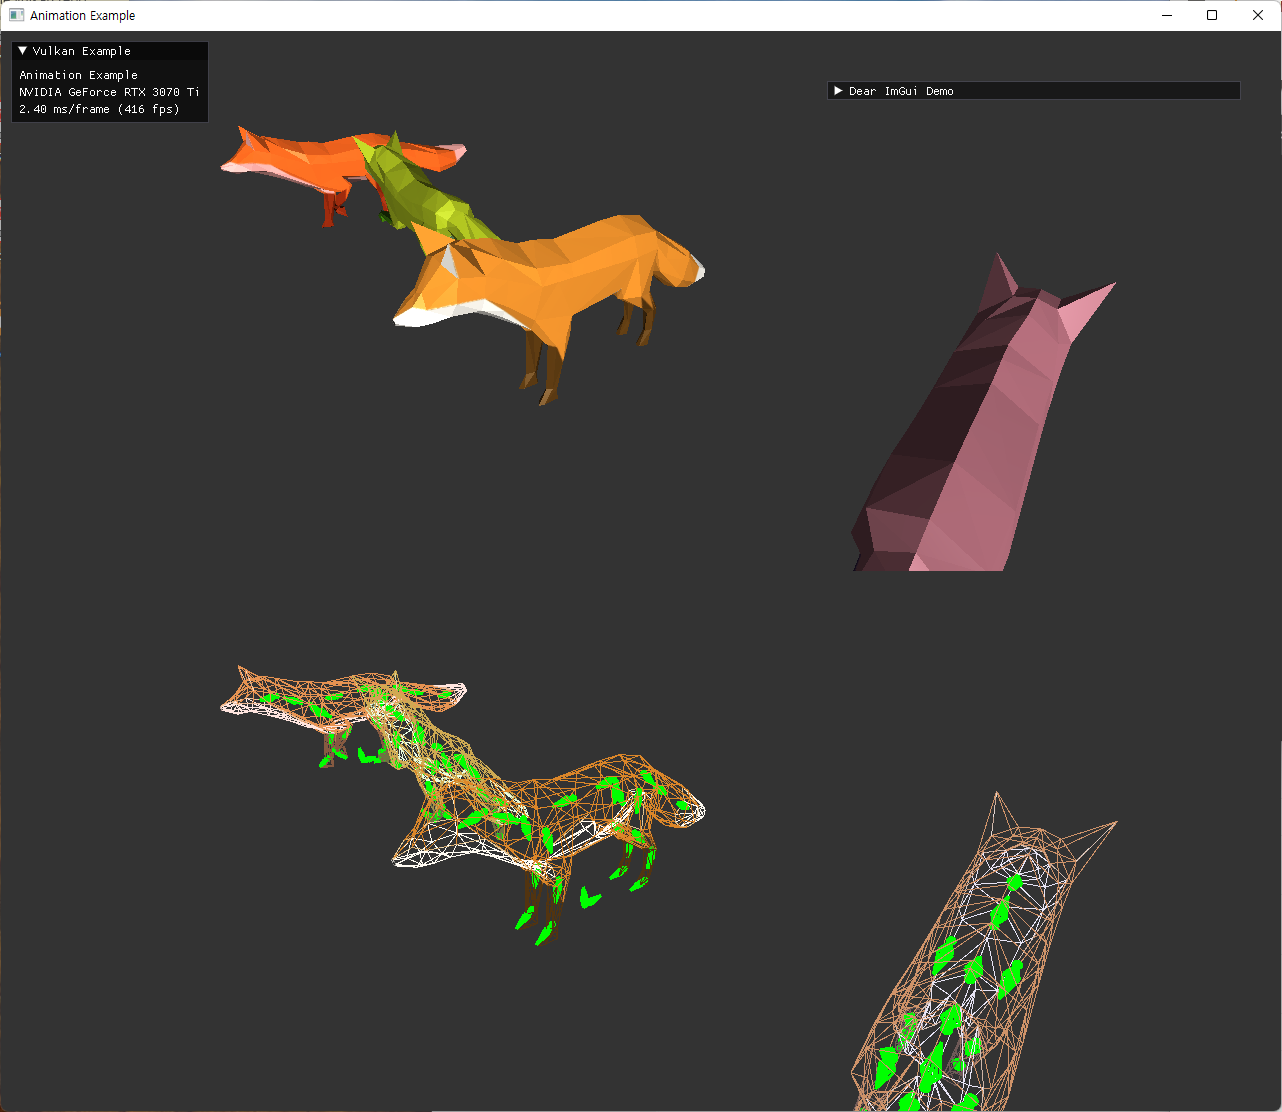 Animation Example
Vulkan Example
Animation Example
NVIDIA GeForce RTX 3070 Ti
2.40 ms/frame (416 fps)
Dear ImGui Demo